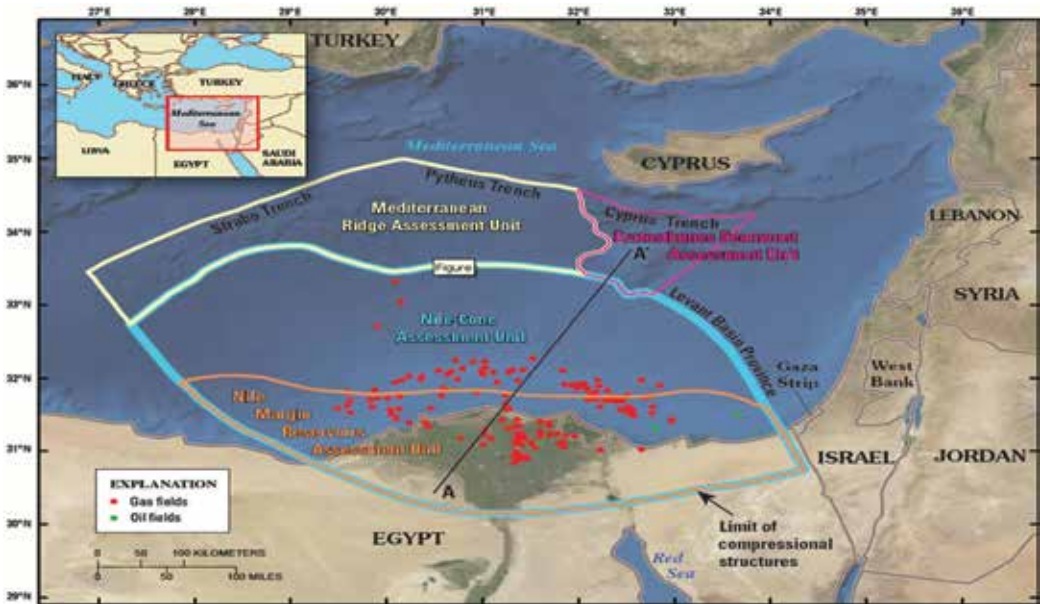 27°E 28°E 29°E 30°E 31°E 32°E 33°E 34°E 35°E 36°E
TURKEY
36°N
ITALY
GREECE
TURKEY
Mediterranean
Sea
LIBYA
EGYPT
SAUDI
ARABIA
35°N
Mediterranean Sea
CYPRUS
Pytheus Trench
Strabo Trench
Mediterranean
Ridge Assessment Unit
Cyprus Trench
Assessment Unit
A'
LEBANON
34°N
Figure
33°N
SYRIA
Levant Basin Province
Nile Cone
Assessment Unit
Gaza
Strip
West
Bank
32°N
Nile
Margin
Reservoirs
Assessment Unit
31°N
A
ISRAEL
JORDAN
EXPLANATION
Gas fields
Oil fields
30°N
EGYPT
Limit of
compressional
structures
0 50 100 KILOMETERS
0 50 100 MILES
Red
Sea
29°N